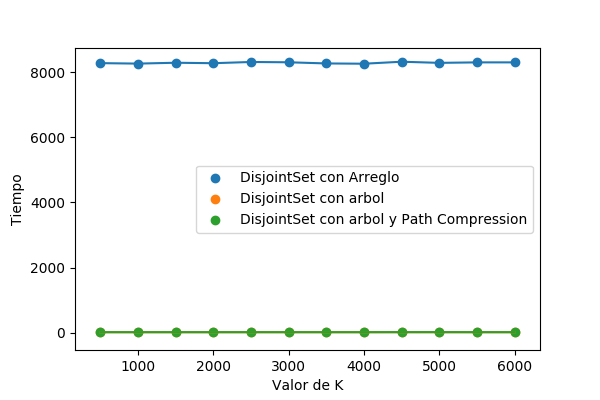 8000
6000
4000
2000
0
Tiempo
DisjointSet con Arreglo
DisjointSet con arbol
DisjointSet con arbol y Path Compression
1000 2000 3000 4000 5000 6000
Valor de K